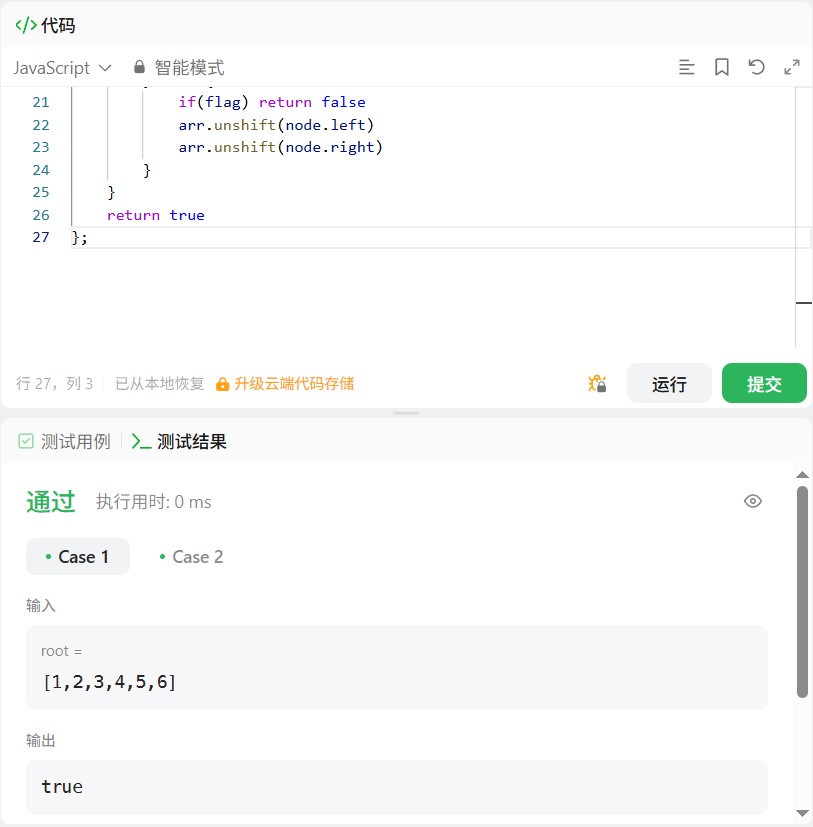 </> 代码
JavaScript 智能模式
21 if(flag) return false
22 arr.unshift(node.left)
23 arr.unshift(node.right)
24 }
25 }
26 return true
27 };
行 27，列 3 已从本地恢复 升级云端代码存储 运行 提交
测试用例 >_ 测试结果
通过 执行用时: 0 ms
• Case 1 • Case 2
输入
root =
[1,2,3,4,5,6]
输出
true